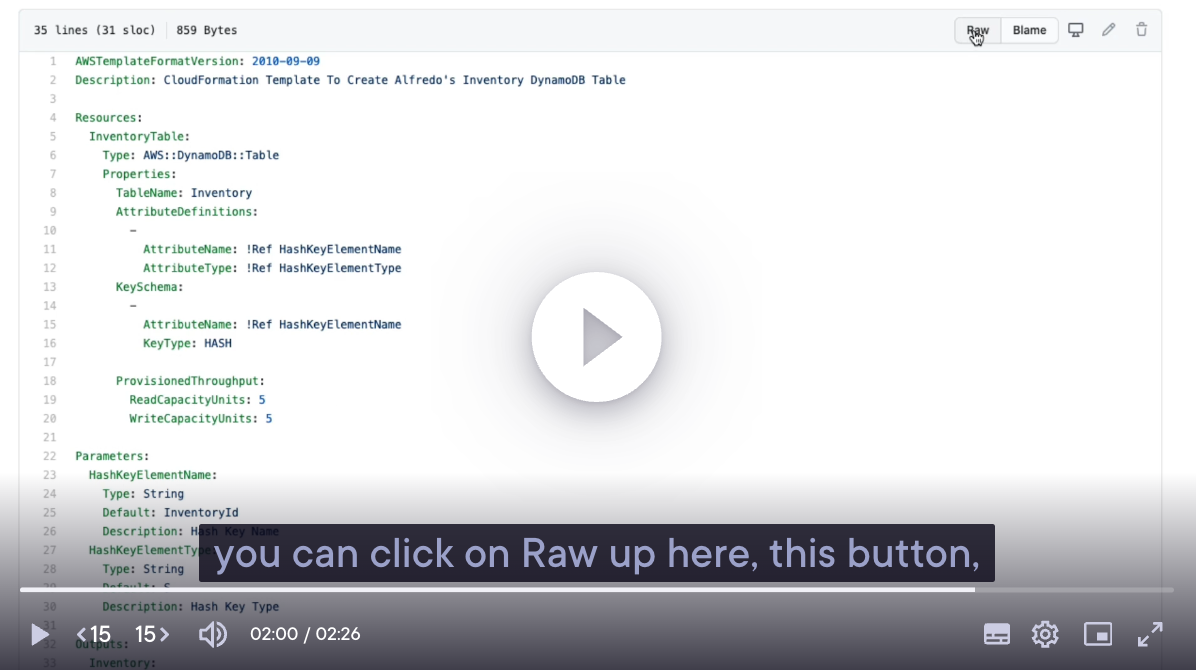 35 lines (31 sloc) 859 Bytes Raw Blame
1 AWSTemplateFormatVersion: 2010-09-09
2 Description: CloudFormation Template To Create Alfredo's Inventory DynamoDB Table
3
4 Resources:
5 InventoryTable:
6 Type: AWS::DynamoDB::Table
7 Properties:
8 TableName: Inventory
9 AttributeDefinitions:
10 -
11 AttributeName: !Ref HashKeyElementName
12 AttributeType: !Ref HashKeyElementType
13 KeySchema:
14 -
15 AttributeName: !Ref HashKeyElementName
16 KeyType: HASH
17
18 ProvisionedThroughput:
19 ReadCapacityUnits: 5
20 WriteCapacityUnits: 5
21
22 Parameters:
23 HashKeyElementName:
24 Type: String
25 Default: InventoryId
26 Description: Hash Key Name
27 HashKeyElementType
28 Type: String
29 Default: S
30 Description: Hash Key Type
31
32 Outputs:
33 Inventory:
you can click on Raw up here, this button,
15 15 02:00 / 02:26